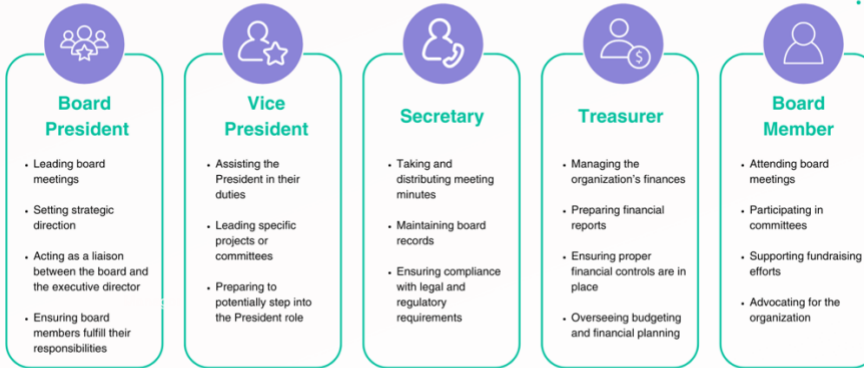 Board
President
• Leading board
meetings
• Setting strategic
direction
• Acting as a liaison
between the board and
the executive director
• Ensuring board
members fulfill their
responsibilities
Vice
President
• Assisting the
President in their
duties
• Leading specific
projects or
committees
• Preparing to
potentially step into
the President role
Secretary
• Taking and
distributing meeting
minutes
• Maintaining board
records
• Ensuring compliance
with legal and
regulatory
requirements
Treasurer
• Managing the
organization's finances
• Preparing financial
reports
• Ensuring proper
financial controls are in
place
• Overseeing budgeting
and financial planning
$
Board
Member
• Attending board
meetings
• Participating in
committees
• Supporting fundraising
efforts
• Advocating for the
organization